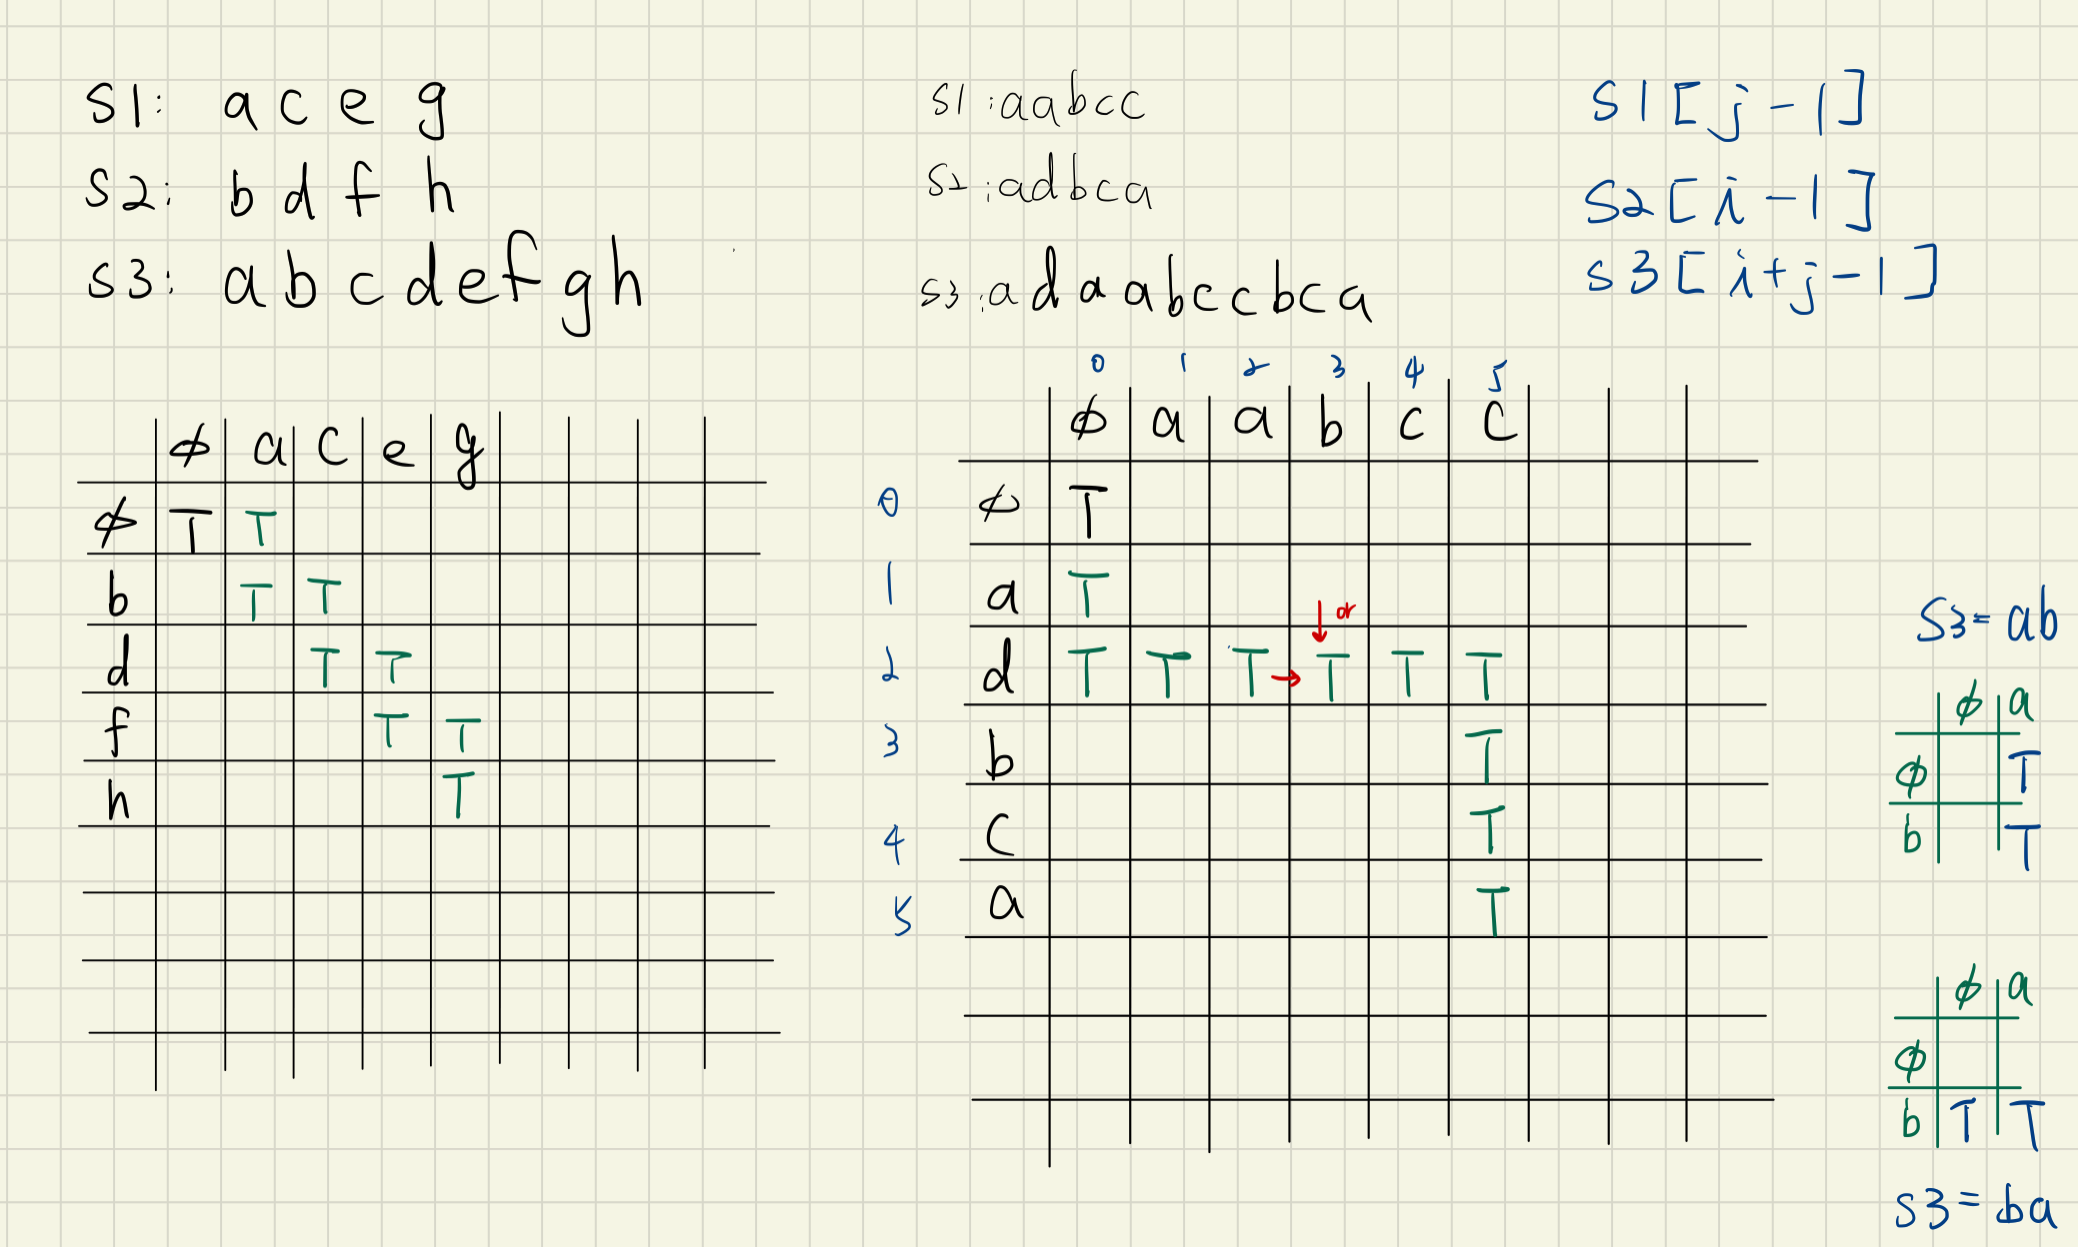 S1: a c e g
S2: b d f h
S3: a b c d e f g h
ϕ a c e g
ϕ T T
b T T
d T T
f T T
h T
S1: aabcc
S2: adbca
S3: adaabccbca
0 1 2 3 4 5
ϕ a a b c c
0 ϕ T
1 a T
or
2 d T T T → T T T
3 b T
4 c T
5 a T
S1[j-1]
S2[i-1]
S3[i+j-1]
S3=ab
ϕ a
ϕ T
b T
ϕ a
ϕ
b T T
S3=ba